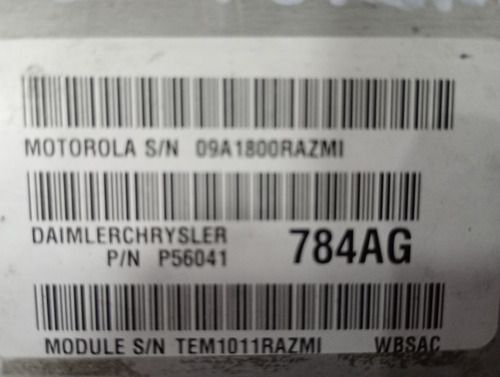 MOTOROLA S/N 09A1800RAZMI
DAIMLERCHRYSLER 784AG
P/N P56041
MODULE S/N TEM1011RAZMI WBSAC